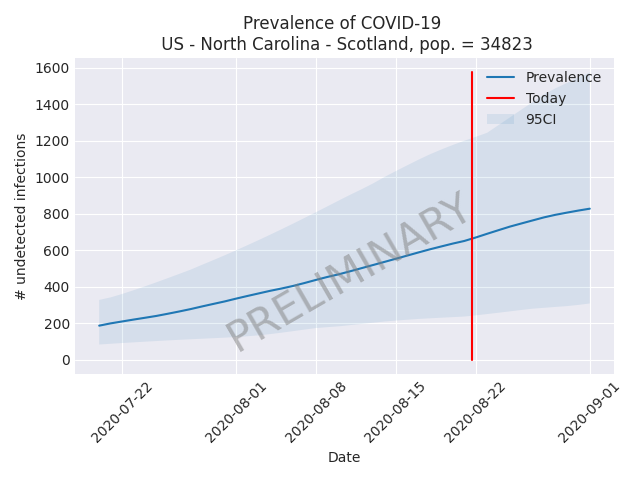 Prevalence of COVID-19
US - North Carolina - Scotland, pop. = 34823
1600
1400
1200
1000
800
600
400
200
0
# undetected infections
Prevalence
Today
95CI
PRELIMINARY
2020-07-22
2020-08-01
2020-08-08
2020-08-15
2020-08-22
2020-09-01
Date